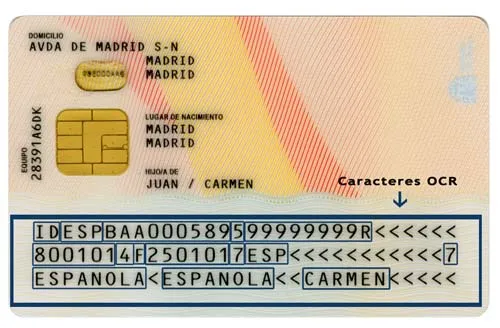 DOMICILIO
AVDA DE MADRID S-N
MADRID
MADRID
LUGAR DE NACIMIENTO
MADRID
MADRID
HIJO/A DE
JUAN / CARMEN
EQUIPO
28391A6DK
Caracteres OCR
IDESPBAA000589599999999R<<<<<<
8001014F2501017ESP<<<<<<<<<<<7
ESPANOLA<ESPANOLA<<CARMEN<<<<<